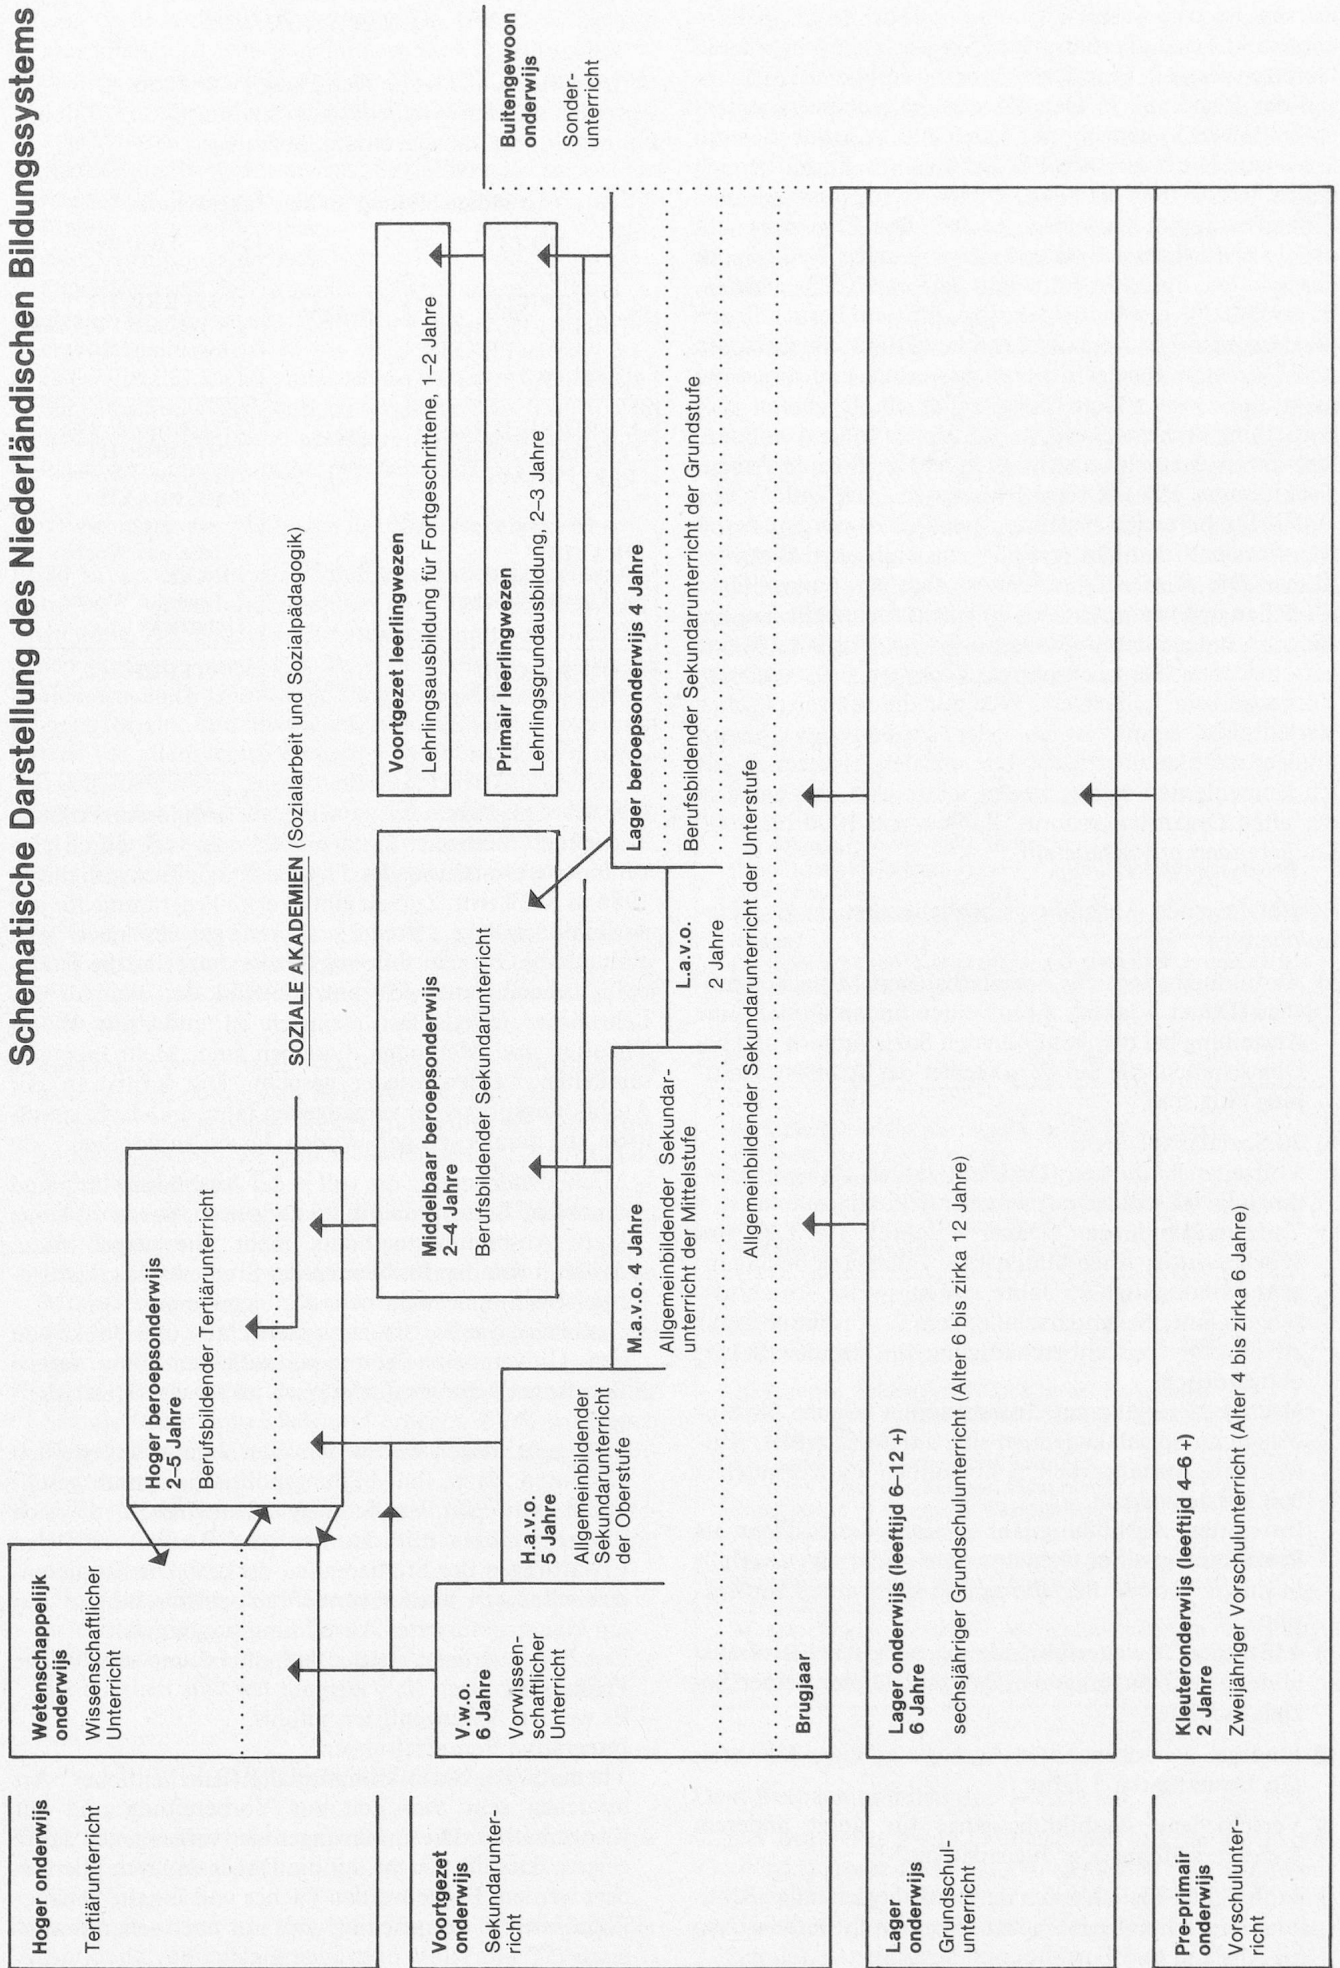 Schematische Darstellung des Niederländischen Bildungssystems
Hoger onderwijs
Tertiärunterricht
Wetenschappelijk
onderwijs
Wissenschaftlicher
Unterricht
Hoger beroepsonderwijs
2–5 Jahre
Berufsbildender Tertiärunterricht
SOZIALE AKADEMIEN (Sozialarbeit und Sozialpädagogik)
Voortgezet
onderwijs
Sekundarunter-
richt
V.w.o.
6 Jahre
Vorwissen-
schaftlicher
Unterricht
H.a.v.o.
5 Jahre
Allgemeinbildender
Sekundarunterricht
der Oberstufe
Middelbaar beroepsonderwijs
2–4 Jahre
Berufsbildender Sekundarunterricht
M.a.v.o. 4 Jahre
Allgemeinbildender Sekundar-
unterricht der Mittelstufe
L.a.v.o.
2 Jahre
Voortgezet leerlingwezen
Lehrlingsausbildung für Fortgeschrittene, 1–2 Jahre
Primair leerlingwezen
Lehrlingsgrundausbildung, 2–3 Jahre
Lager beroepsonderwijs 4 Jahre
Berufsbildender Sekundarunterricht der Grundstufe
Buitengewoon
onderwijs
Sonder-
unterricht
Allgemeinbildender Sekundarunterricht der Unterstufe
Brugjaar
Lager
onderwijs
Grundschul-
unterricht
Lager onderwijs (leeftijd 6–12 +)
6 Jahre
sechsjähriger Grundschulunterricht (Alter 6 bis zirka 12 Jahre)
Pre-primair
onderwijs
Vorschulunter-
richt
Kleuteronderwijs (leeftijd 4–6 +)
2 Jahre
Zweijähriger Vorschulunterricht (Alter 4 bis zirka 6 Jahre)